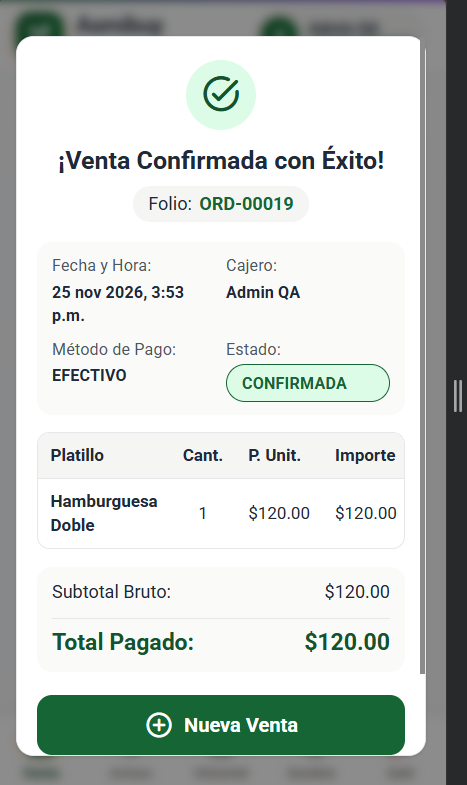 ¡Venta Confirmada con Éxito!
Folio: ORD-00019
Fecha y Hora:
25 nov 2026, 3:53
p.m.
Cajero:
Admin QA
Método de Pago:
EFECTIVO
Estado:
CONFIRMADA
Platillo Cant. P. Unit. Importe
Hamburguesa
Doble
1 $120.00 $120.00
Subtotal Bruto: $120.00
Total Pagado: $120.00
Nueva Venta